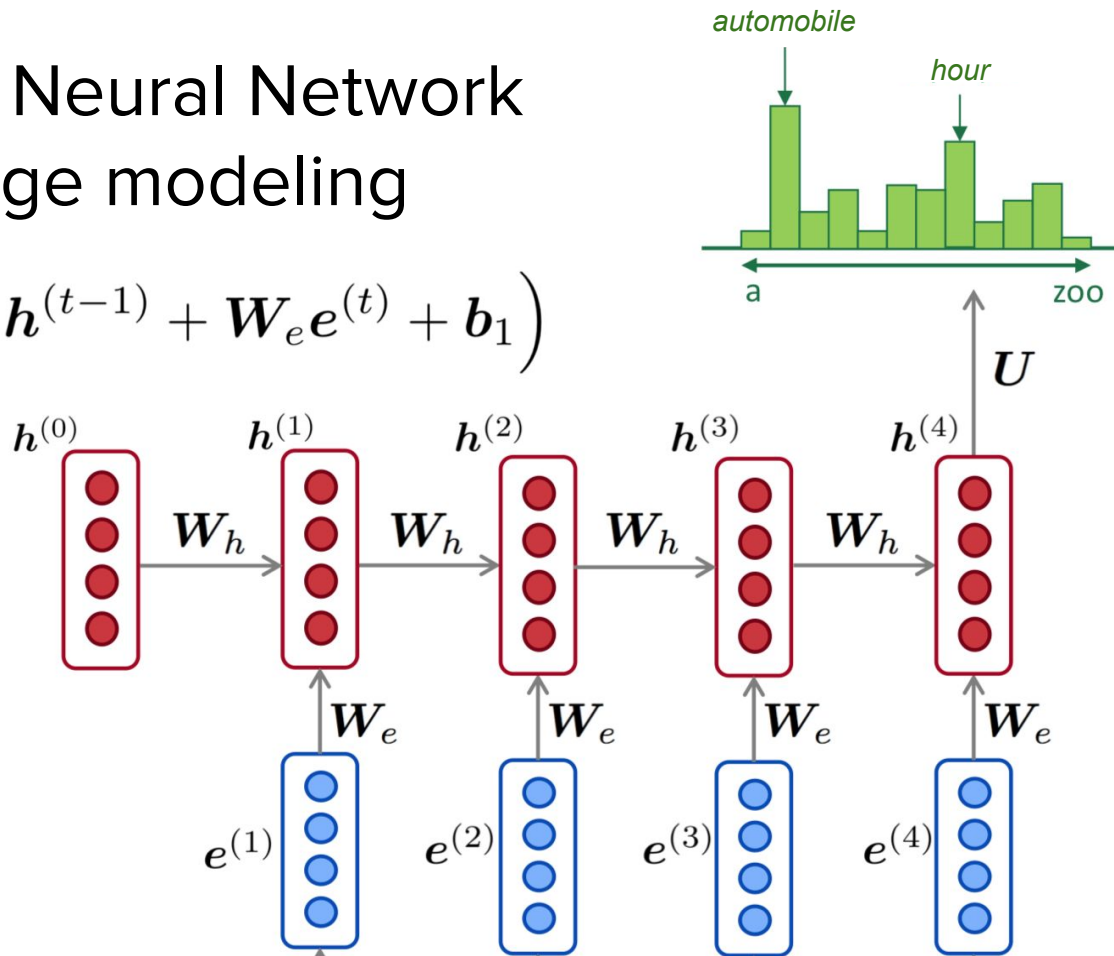 automobile
Neural Network
hour
ge modeling
h^{(t-1)} + W_e e^{(t)} + b_1)
a zoo
U
h^{(0)} h^{(1)} h^{(2)} h^{(3)} h^{(4)}
W_h W_h W_h W_h
W_e W_e W_e W_e
e^{(1)} e^{(2)} e^{(3)} e^{(4)}